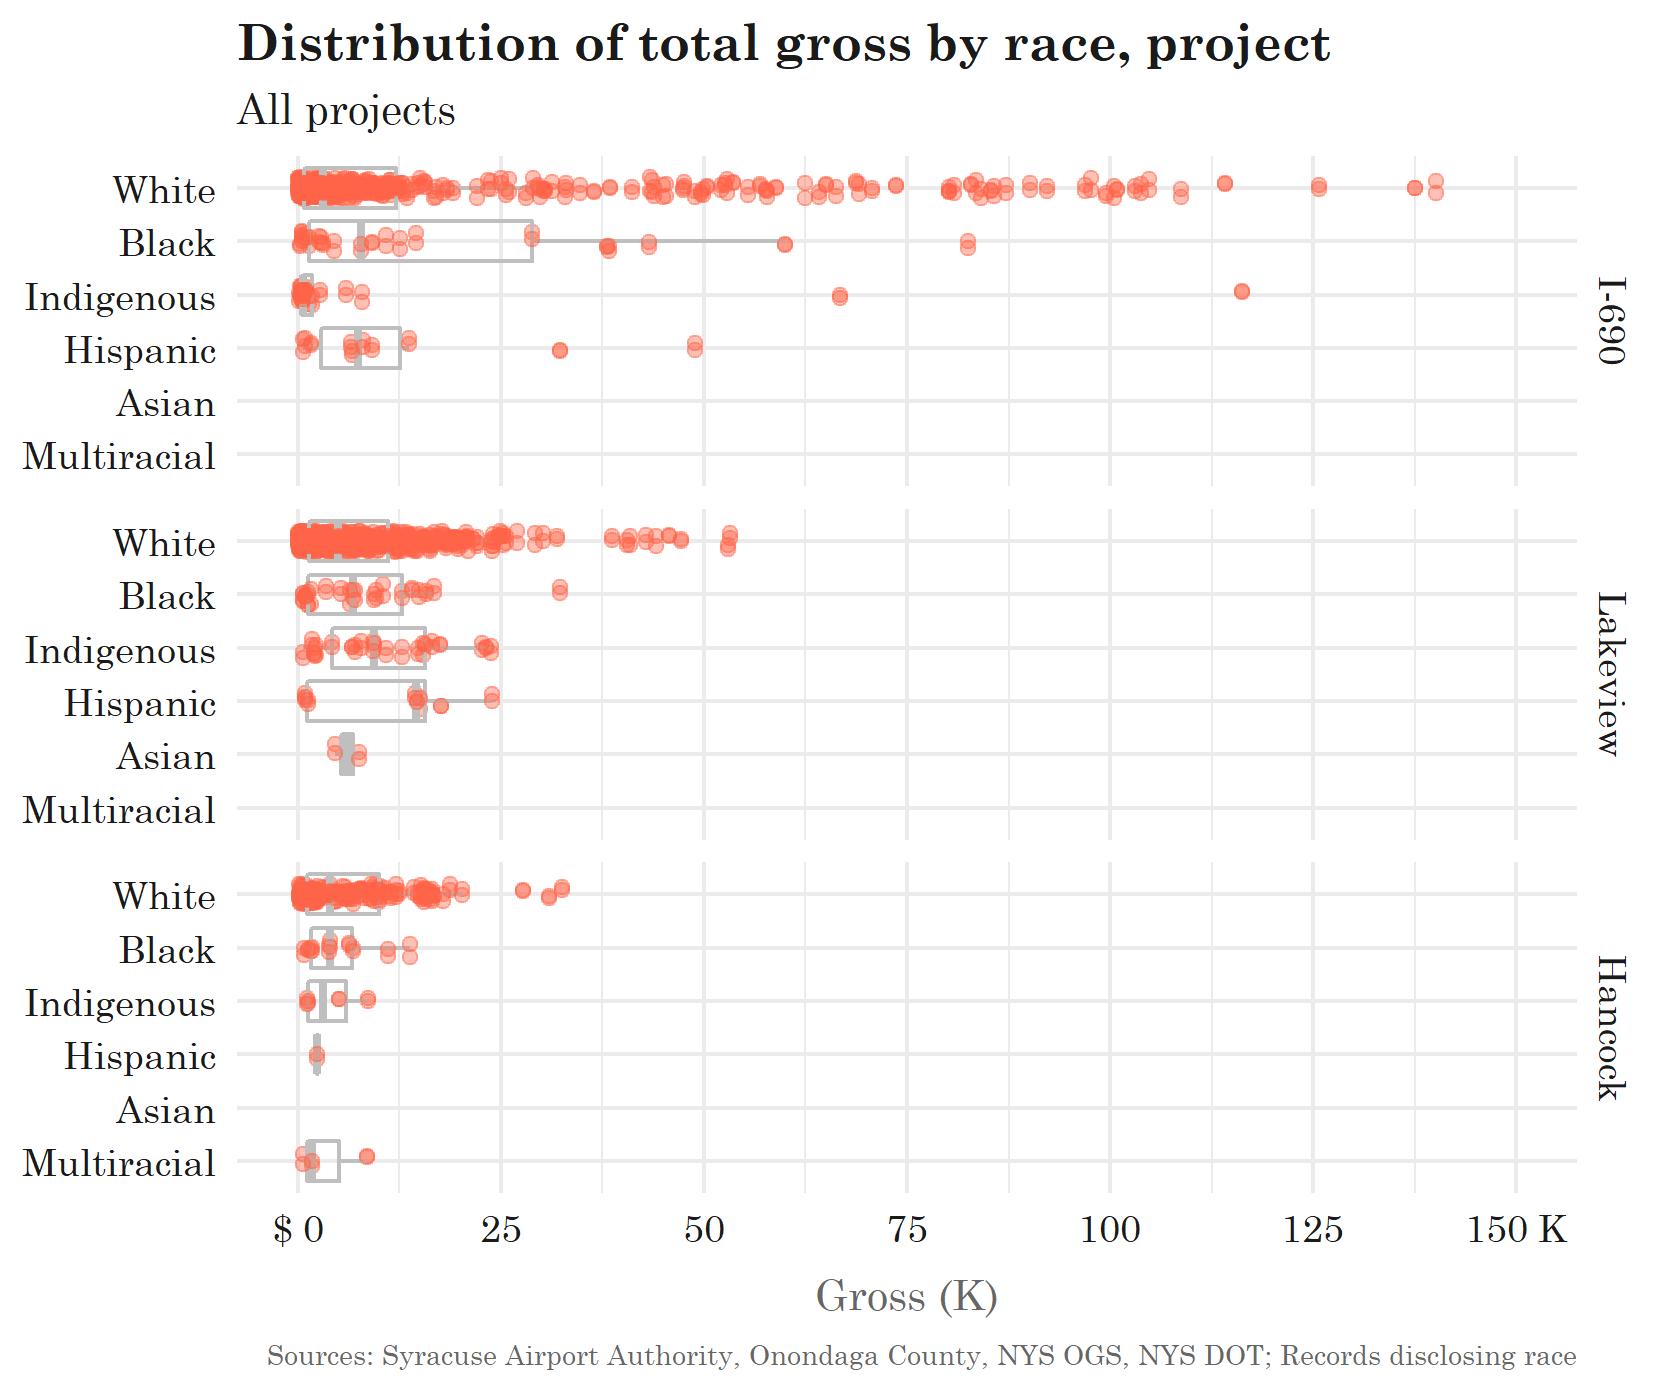 Distribution of total gross by race, project
All projects
White
Black
Indigenous
Hispanic
Asian
Multiracial
I-690
White
Black
Indigenous
Hispanic
Asian
Multiracial
Lakeview
White
Black
Indigenous
Hispanic
Asian
Multiracial
Hancock
$ 0 25 50 75 100 125 150 K
Gross (K)
Sources: Syracuse Airport Authority, Onondaga County, NYS OGS, NYS DOT; Records disclosing race